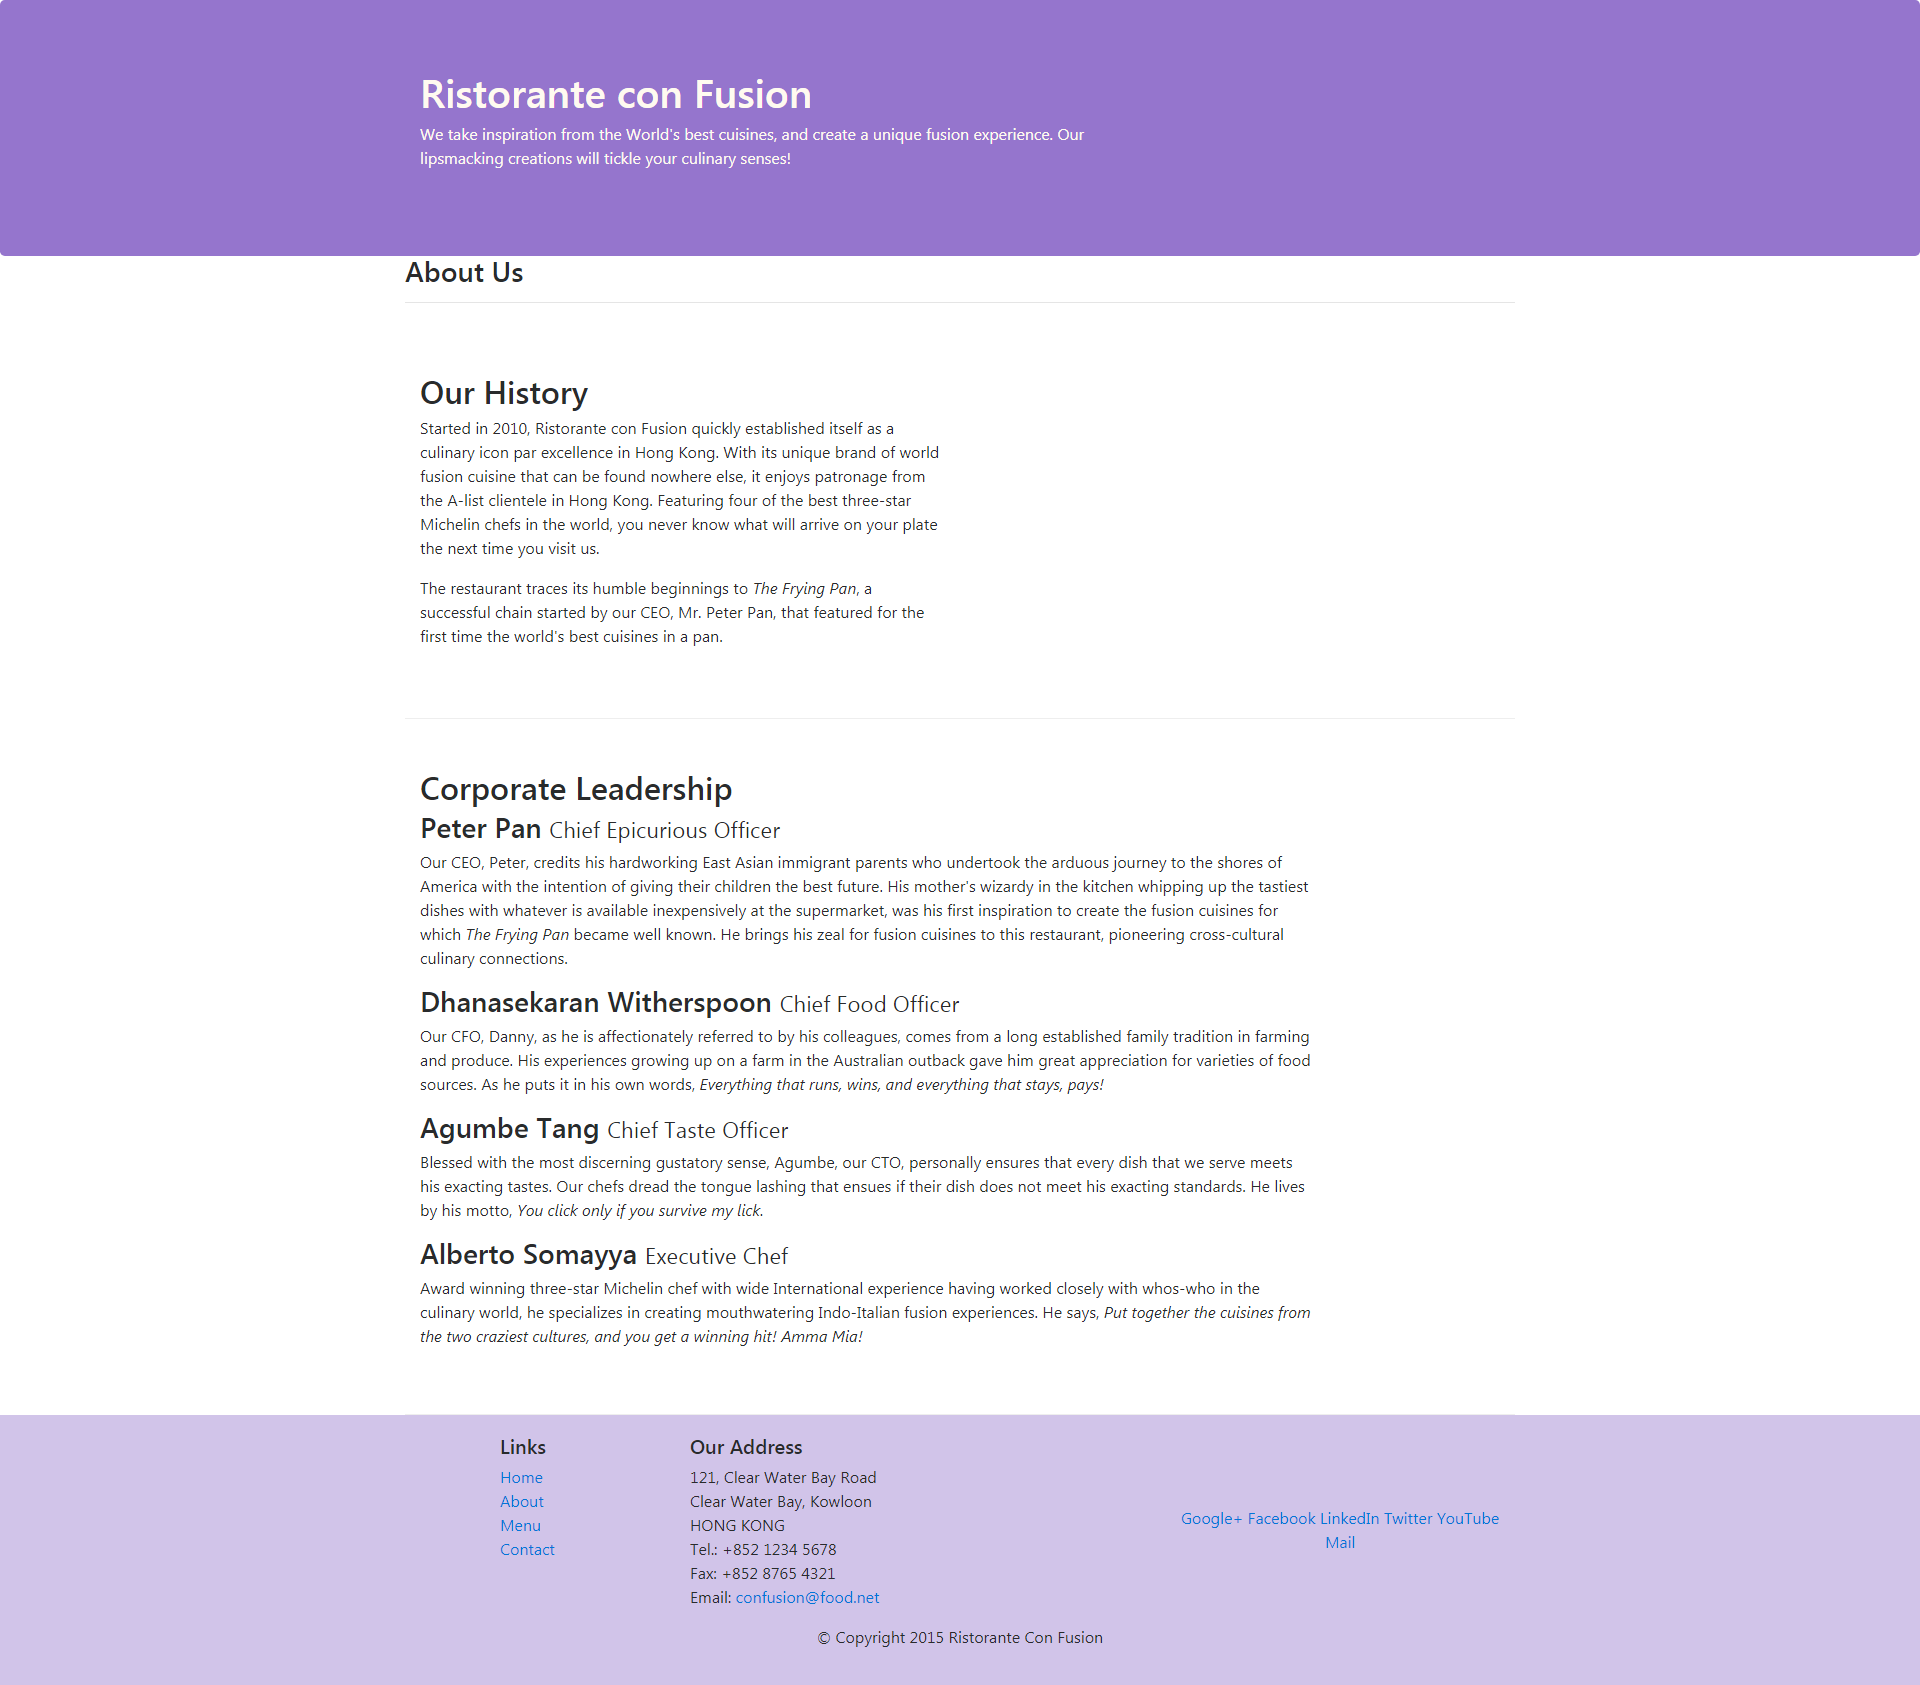 Ristorante con Fusion
We take inspiration from the World's best cuisines, and create a unique fusion experience. Our
lipsmacking creations will tickle your culinary senses!
About Us
Our History
Started in 2010, Ristorante con Fusion quickly established itself as a
culinary icon par excellence in Hong Kong. With its unique brand of world
fusion cuisine that can be found nowhere else, it enjoys patronage from
the A-list clientele in Hong Kong. Featuring four of the best three-star
Michelin chefs in the world, you never know what will arrive on your plate
the next time you visit us.
The restaurant traces its humble beginnings to The Frying Pan, a
successful chain started by our CEO, Mr. Peter Pan, that featured for the
first time the world's best cuisines in a pan.
Corporate Leadership
Peter Pan Chief Epicurious Officer
Our CEO, Peter, credits his hardworking East Asian immigrant parents who undertook the arduous journey to the shores of
America with the intention of giving their children the best future. His mother's wizardy in the kitchen whipping up the tastiest
dishes with whatever is available inexpensively at the supermarket, was his first inspiration to create the fusion cuisines for
which The Frying Pan became well known. He brings his zeal for fusion cuisines to this restaurant, pioneering cross-cultural
culinary connections.
Dhanasekaran Witherspoon Chief Food Officer
Our CFO, Danny, as he is affectionately referred to by his colleagues, comes from a long established family tradition in farming
and produce. His experiences growing up on a farm in the Australian outback gave him great appreciation for varieties of food
sources. As he puts it in his own words, Everything that runs, wins, and everything that stays, pays!
Agumbe Tang Chief Taste Officer
Blessed with the most discerning gustatory sense, Agumbe, our CTO, personally ensures that every dish that we serve meets
his exacting tastes. Our chefs dread the tongue lashing that ensues if their dish does not meet his exacting standards. He lives
by his motto, You click only if you survive my lick.
Alberto Somayya Executive Chef
Award winning three-star Michelin chef with wide International experience having worked closely with whos-who in the
culinary world, he specializes in creating mouthwatering Indo-Italian fusion experiences. He says, Put together the cuisines from
the two craziest cultures, and you get a winning hit! Amma Mia!
Links
Home
About
Menu
Contact
Our Address
121, Clear Water Bay Road
Clear Water Bay, Kowloon
HONG KONG
Tel.: +852 1234 5678
Fax: +852 8765 4321
Email: confusion@food.net
Google+ Facebook LinkedIn Twitter YouTube
Mail
© Copyright 2015 Ristorante Con Fusion